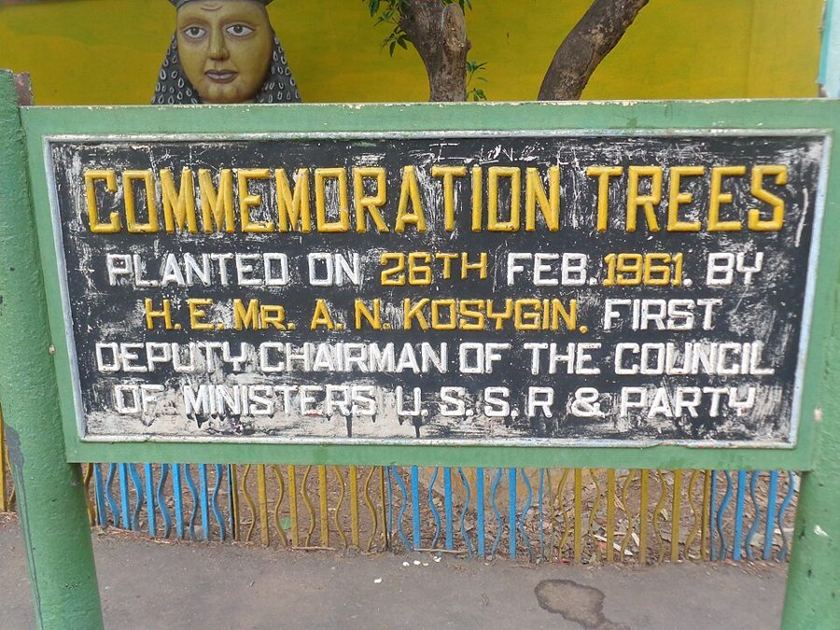 COMMEMORATION TREES
PLANTED ON 26TH FEB. 1961. BY
H. E. MR. A. N. KOSYGIN. FIRST
DEPUTY CHAIRMAN OF THE COUNCIL
OF MINISTERS U. S. S. R & PARTY